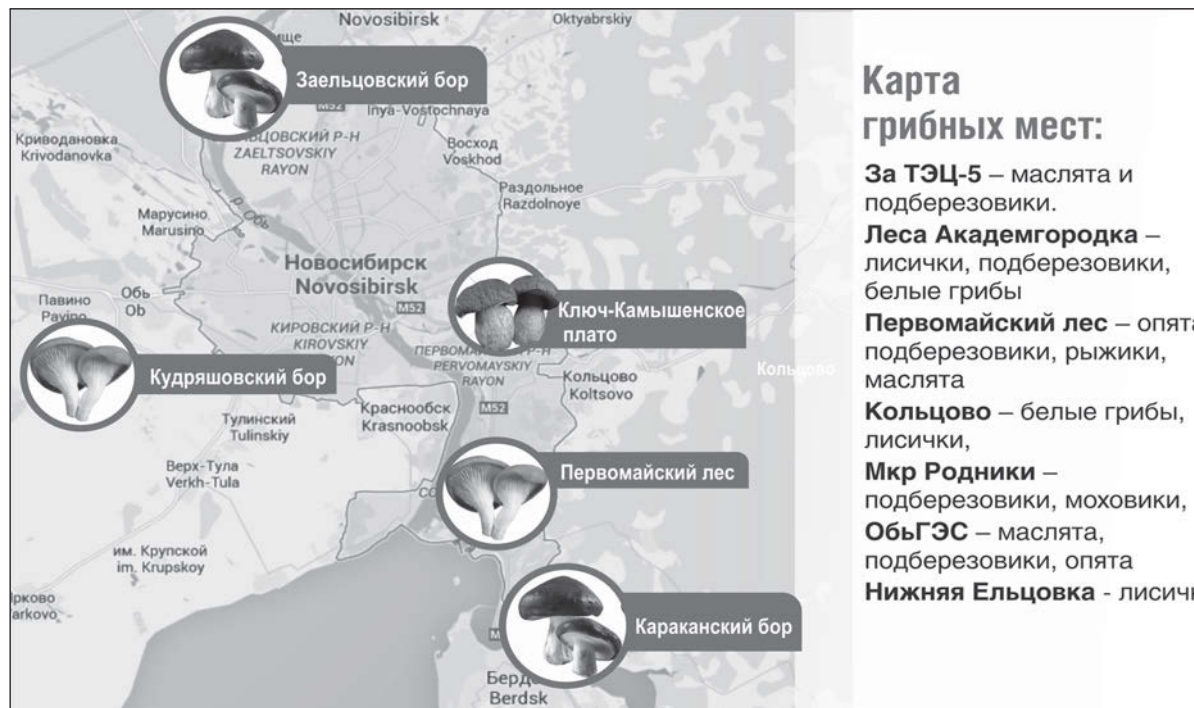 Novosibirsk
Oktyabrskiy
Заельцовский бор
M52
Inya-Vostochnaya
Криводановка
Krivodanovka
ZAELTSOVSKIY
RAYON
Восход
Voskhod
Раздольное
Razdolnoye
Марусино
Marusino
р. Обь
Новосибирск
Novosibirsk
Обь
Ob
Павино
M52
Ключ-Камышенское
плато
КИРОВСКИЙ Р-Н
KIROVSKIY
PERVOMAYSKIY
RAYON
Кудряшовский бор
Кольцово
Кольцово
Koltsovo
Краснообск
Krasnoobsk
M52
Тулинский
Tulinskiy
Верх-Тула
Verkh-Tula
Первомайский лес
им. Крупской
im. Krupskoy
Караканский бор
Berdsk
Карта
грибных мест:
За ТЭЦ-5 – маслята и
подберезовики.
Леса Академгородка –
лисички, подберезовики,
белые грибы
Первомайский лес – опята
подберезовики, рыжики,
маслята
Кольцово – белые грибы,
лисички,
Мкр Родники –
подберезовики, моховики,
ОбьГЭС – маслята,
подберезовики, опята
Нижняя Ельцовка - лисички